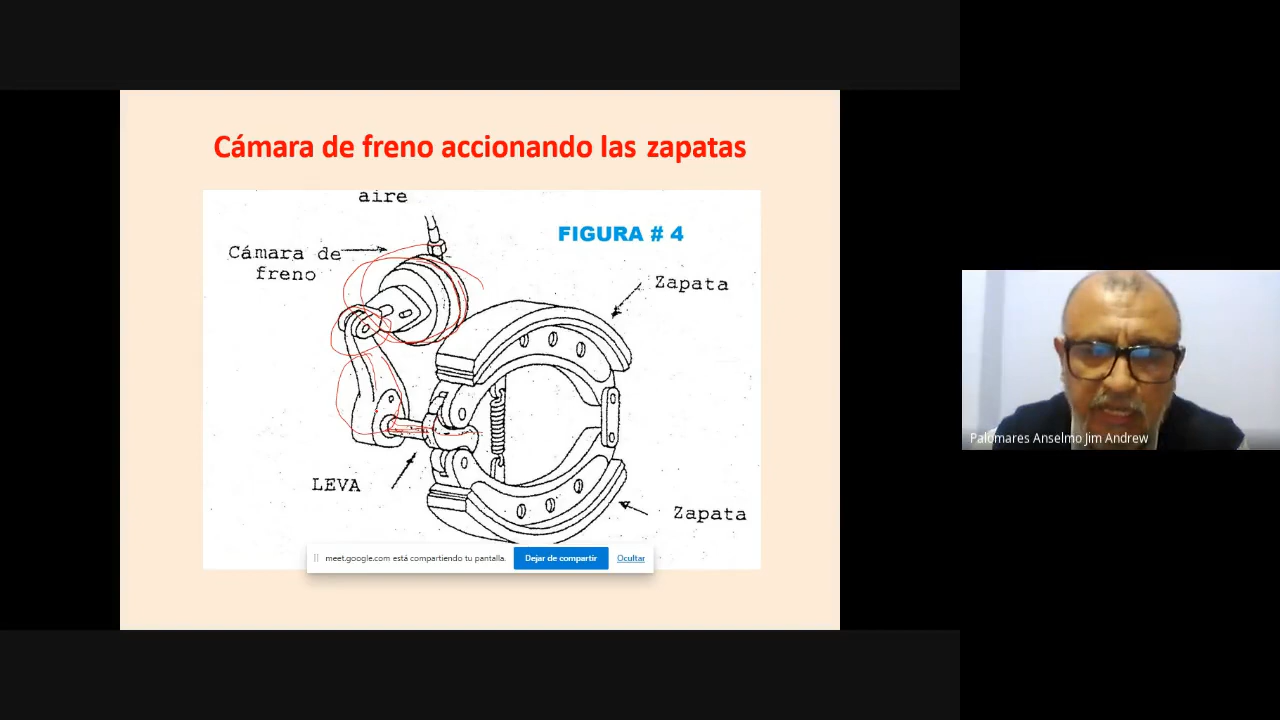 Cámara de freno accionando las zapatas
aire
FIGURA # 4
Cámara de
freno
Zapata
LEVA
Zapata
meet.google.com está compartiendo tu pantalla.
Dejar de compartir
Ocultar
Palomares Anselmo Jim Andrew